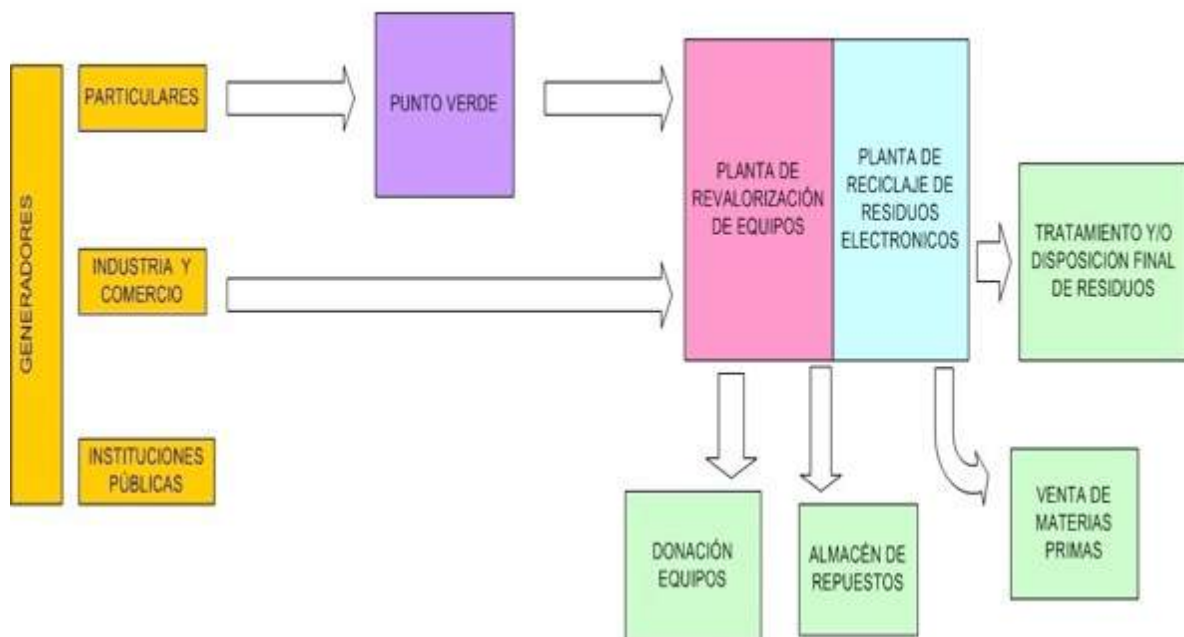 GENERADORES
PARTICULARES
INDUSTRIA Y
COMERCIO
INSTITUCIONES
PÚBLICAS
PUNTO VERDE
PLANTA DE
REVALORIZACIÓN
DE EQUIPOS
PLANTA DE
RECICLAJE DE
RESIDUOS
ELECTRONICOS
TRATAMIENTO Y/O
DISPOSICION FINAL
DE RESIDUOS
DONACIÓN
EQUIPOS
ALMACÉN DE
REPUESTOS
VENTA DE
MATERIAS
PRIMAS